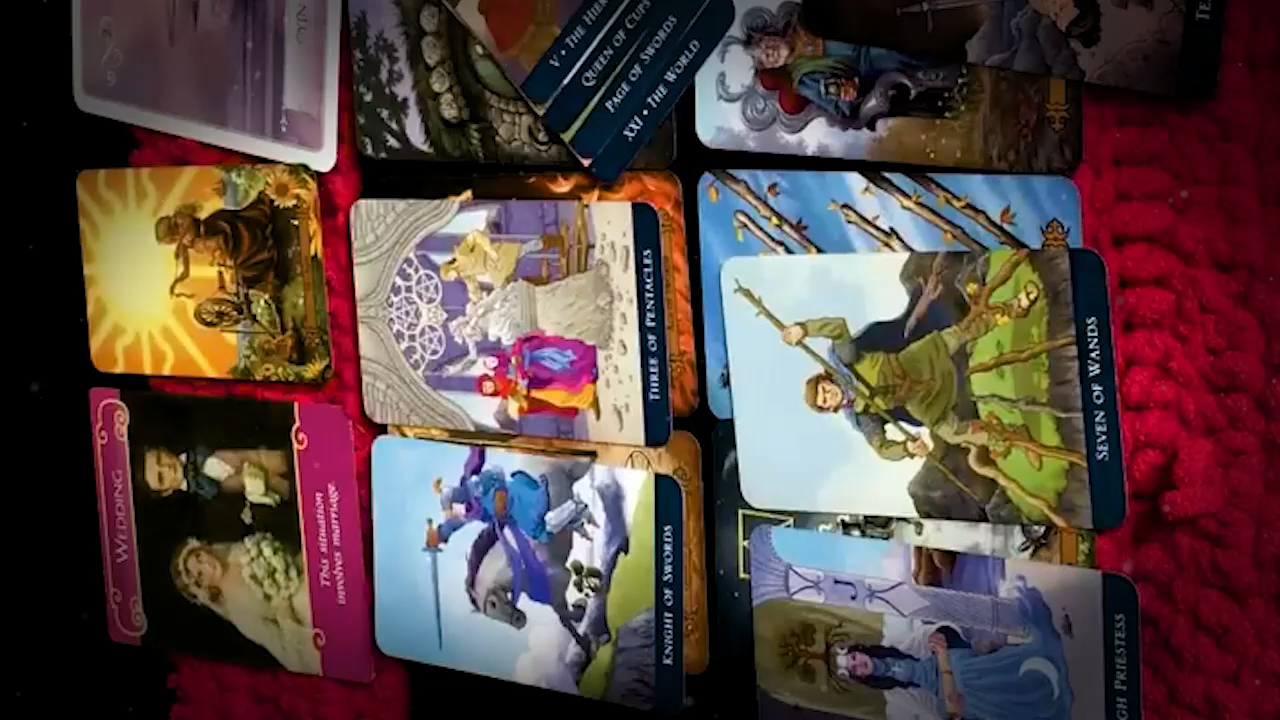 V • THE HIER
QUEEN OF CUPS
PAGE OF SWORDS
XXI • THE WORLD
THREE OF PENTACLES
SEVEN OF WANDS
WEDDING
This situation
involves marriage.
KNIGHT OF SWORDS
GH PRIESTESS